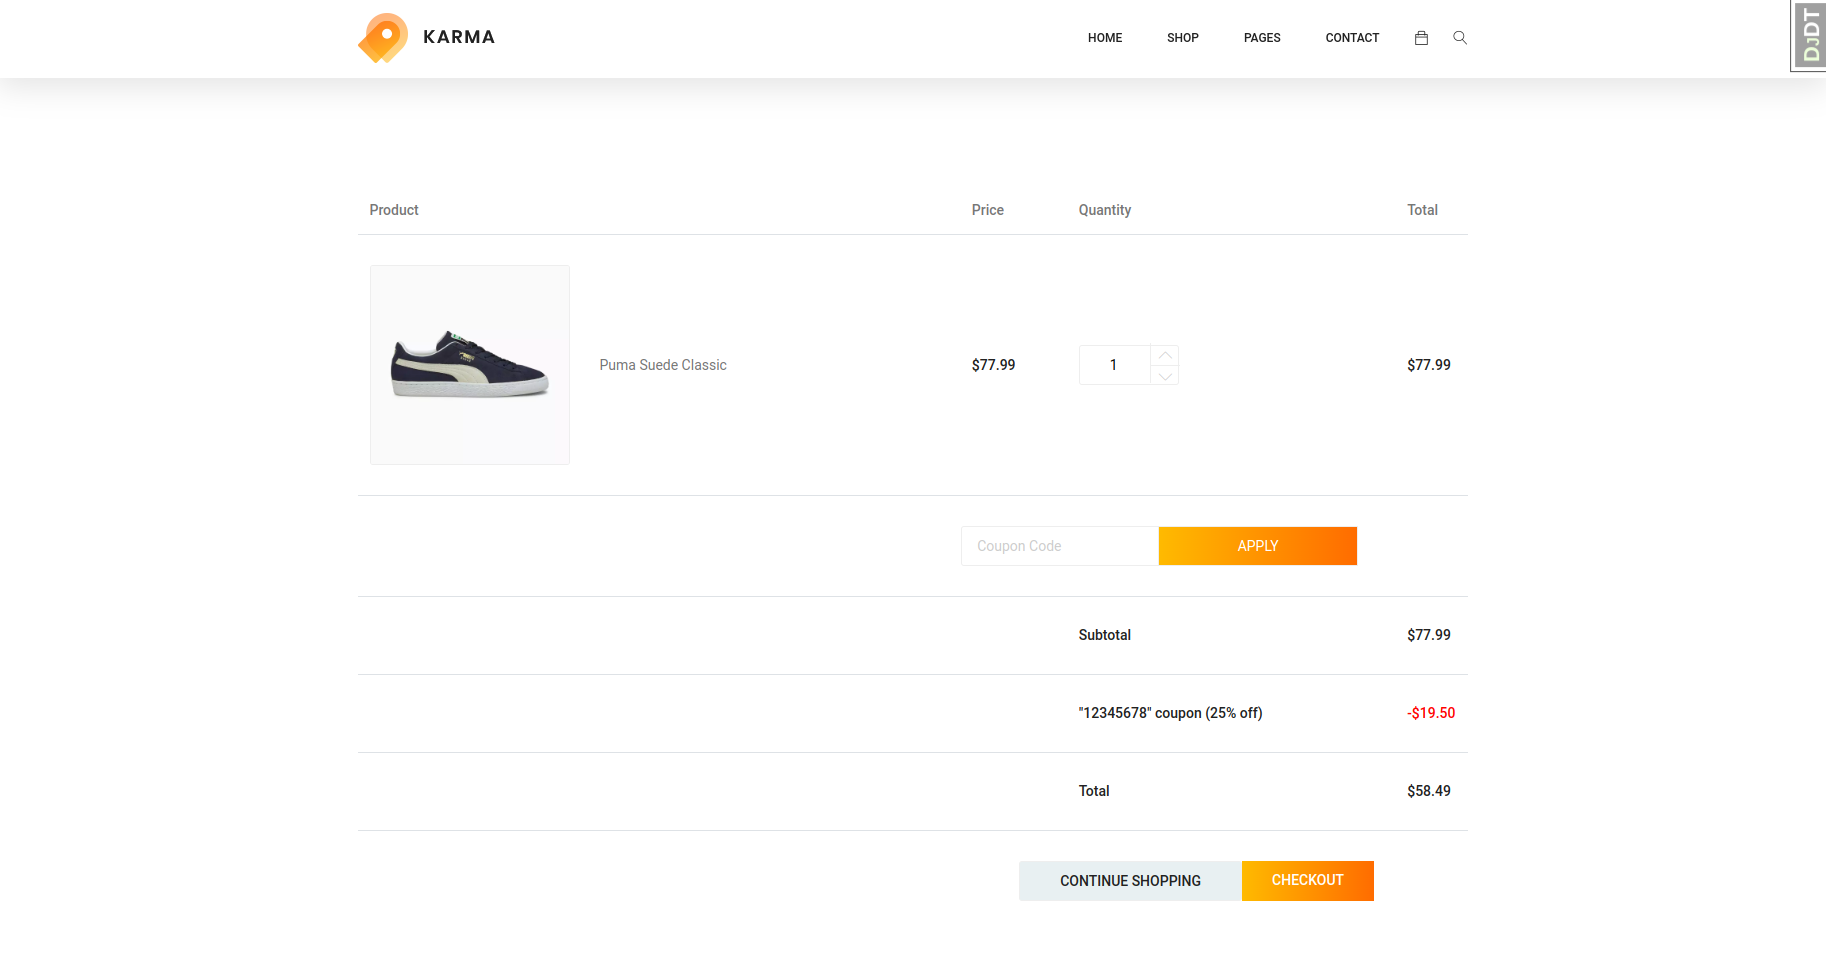 KARMA
HOME SHOP PAGES CONTACT
DJDT
Product Price Quantity Total
Puma Suede Classic $77.99 1 $77.99
Coupon Code APPLY
Subtotal $77.99
"12345678" coupon (25% off) -$19.50
Total $58.49
CONTINUE SHOPPING CHECKOUT